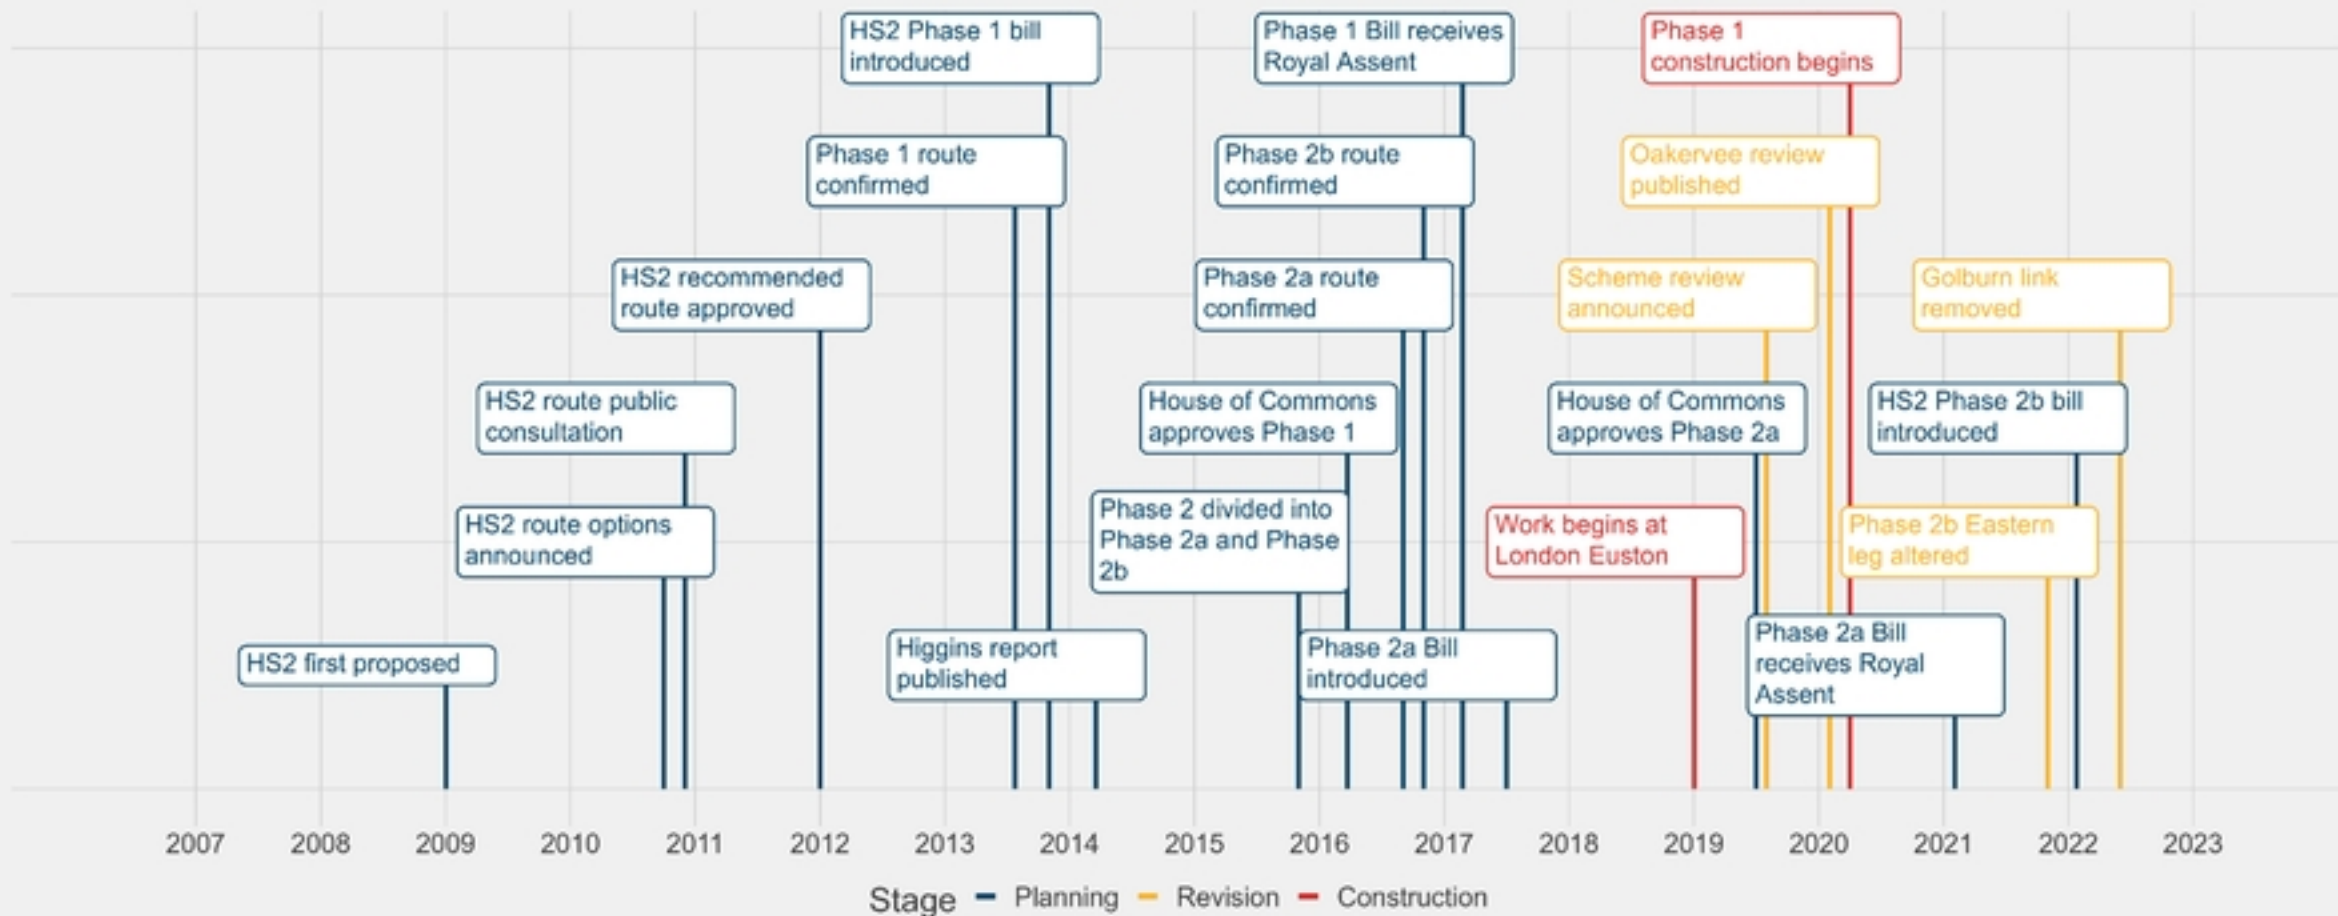 HS2 Phase 1 bill
introduced
Phase 1 Bill receives
Royal Assent
Phase 1
construction begins
Phase 1 route
confirmed
Phase 2b route
confirmed
Oakervee review
published
HS2 recommended
route approved
Phase 2a route
confirmed
Scheme review
announced
Golburn link
removed
HS2 route public
consultation
House of Commons
approves Phase 1
House of Commons
approves Phase 2a
HS2 Phase 2b bill
introduced
HS2 route options
announced
Phase 2 divided into
Phase 2a and Phase
2b
Work begins at
London Euston
Phase 2b Eastern
leg altered
HS2 first proposed
Higgins report
published
Phase 2a Bill
introduced
Phase 2a Bill
receives Royal
Assent
2007 2008 2009 2010 2011 2012 2013 2014 2015 2016 2017 2018 2019 2020 2021 2022 2023
Stage Planning Revision Construction